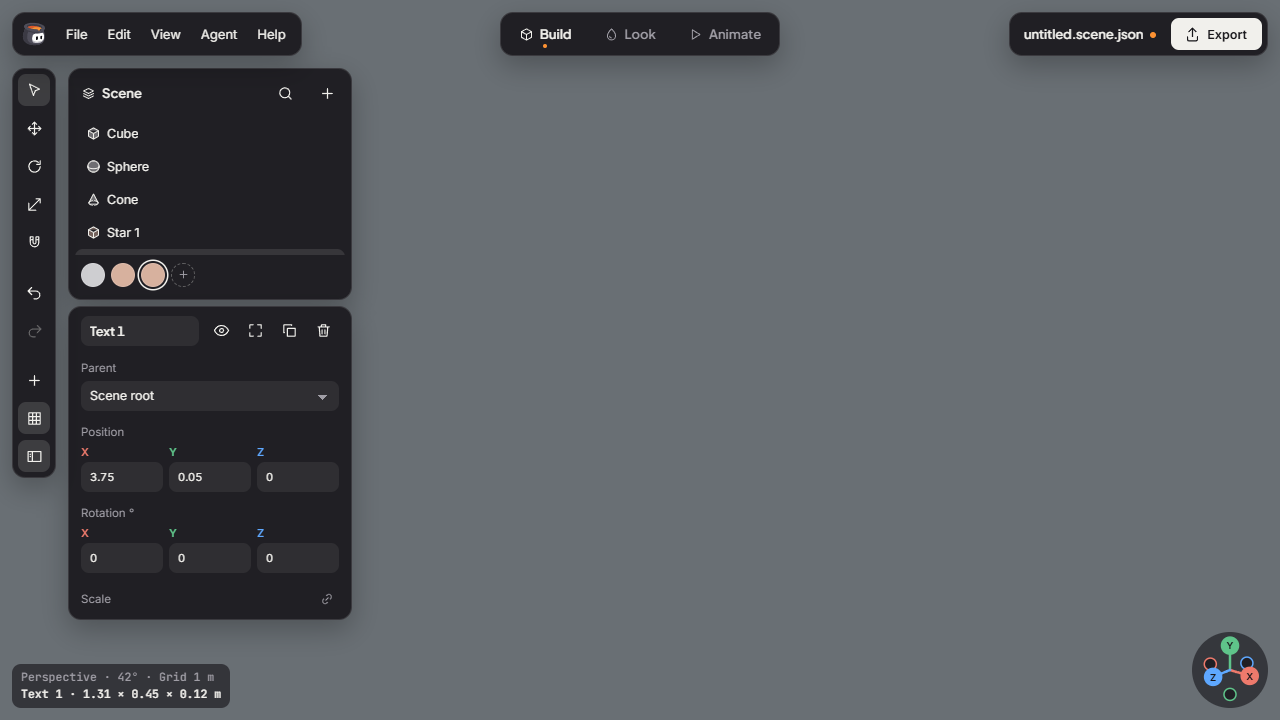 File Edit View Agent Help
Build Look Animate
untitled.scene.json Export
Scene
Cube
Sphere
Cone
Star 1
Text 1
Parent
Scene root
Position
X Y Z
3.75 0.05 0
Rotation °
X Y Z
0 0 0
Scale
Perspective · 42° · Grid 1 m
Text 1 · 1.31 × 0.45 × 0.12 m
Y
Z X